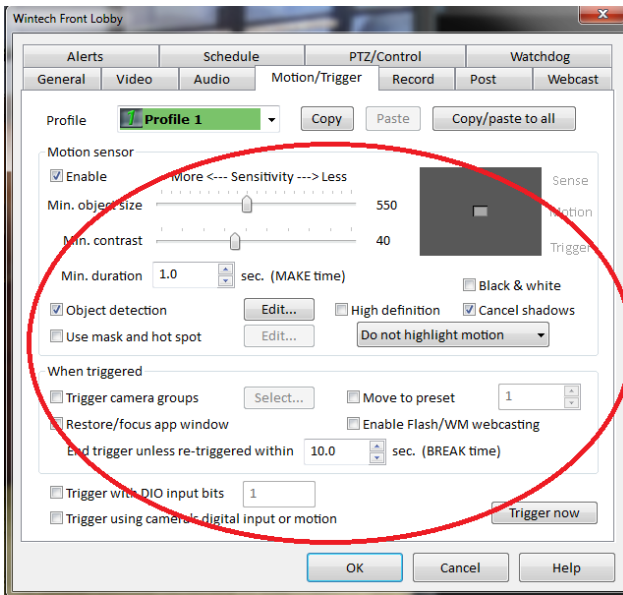 Wintech Front Lobby
Alerts Schedule PTZ/Control Watchdog
General Video Audio Motion/Trigger Record Post Webcast
Profile 1 Profile 1 Copy Paste Copy/paste to all
Motion sensor
Enable More <--- Sensitivity ---> Less Sense
Min. object size 550 Motion
Min. contrast 40 Trigger
Min. duration 1.0 sec. (MAKE time)
Black & white
Object detection Edit... High definition Cancel shadows
Use mask and hot spot Edit... Do not highlight motion
When triggered
Trigger camera groups Select... Move to preset 1
Restore/focus app window Enable Flash/WM webcasting
End trigger unless re-triggered within 10.0 sec. (BREAK time)
Trigger with DIO input bits 1
Trigger using camera's digital input or motion Trigger now
OK Cancel Help